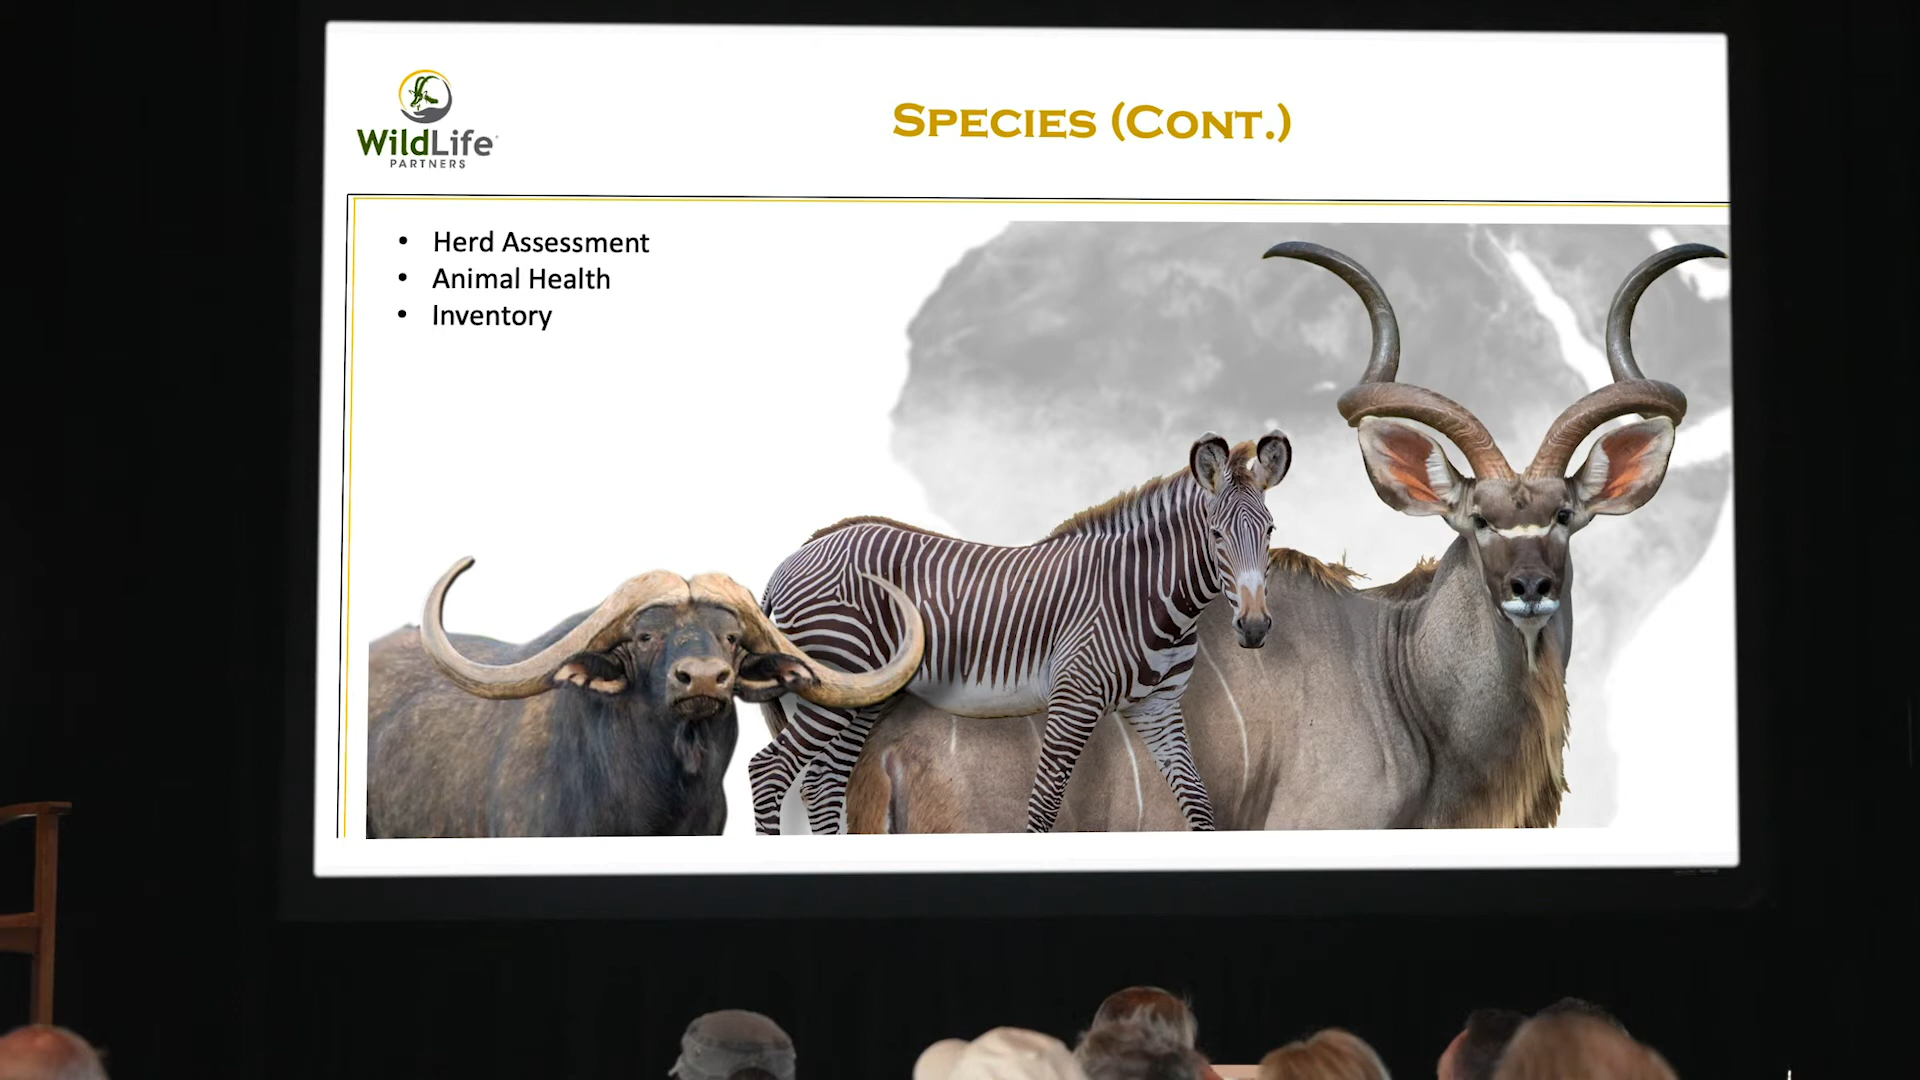 WildLife
PARTNERS
SPECIES (CONT.)
• Herd Assessment
• Animal Health
• Inventory